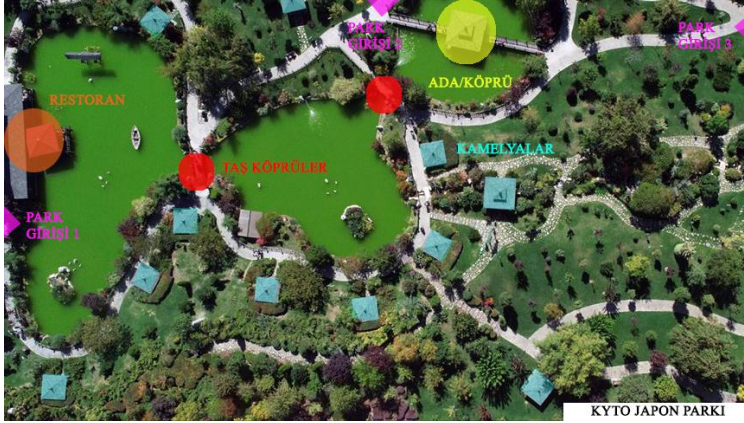 PARK
GİRİŞİ 2
PARK
GİRİŞİ 3
ADA/KÖPRÜ
RESTORAN
KAMELYALAR
TAŞ KÖPRÜLER
PARK
GİRİŞİ 1
KYTO JAPON PARKI